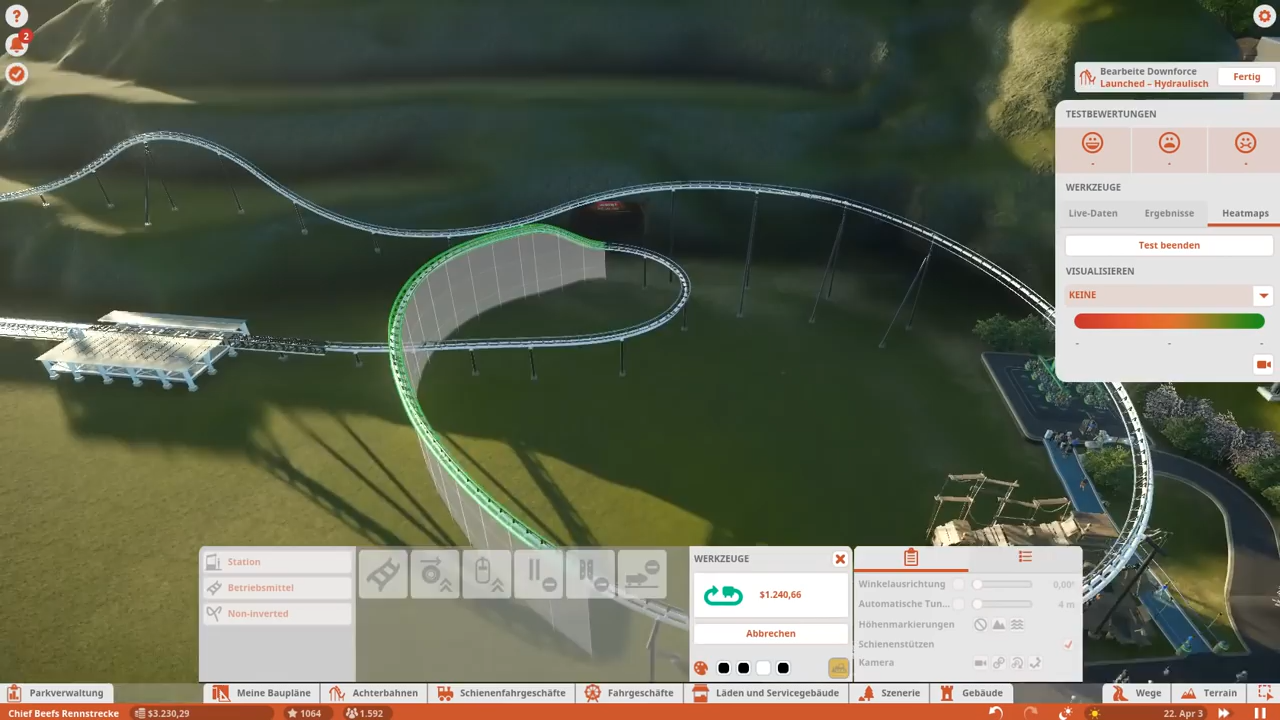 ?
2
Bearbeite Downforce
Launched – Hydraulisch
Fertig
TESTBEWERTUNGEN
- - -
WERKZEUGE
Live-Daten Ergebnisse Heatmaps
Test beenden
VISUALISIEREN
KEINE
- - -
Station
Betriebsmittel
Non-inverted
WERKZEUGE
$1.240,66
Abbrechen
Winkelausrichtung 0,00°
Automatische Tun... 4 m
Höhenmarkierungen
Schienenstützen
Kamera
Parkverwaltung
Meine Baupläne
Achterbahnen
Schienenfahrgeschäfte
Fahrgeschäfte
Läden und Servicegebäude
Szenerie
Gebäude
Wege
Terrain
Chief Beefs Rennstrecke
$3.230,29
1064
1.592
22. Apr 3